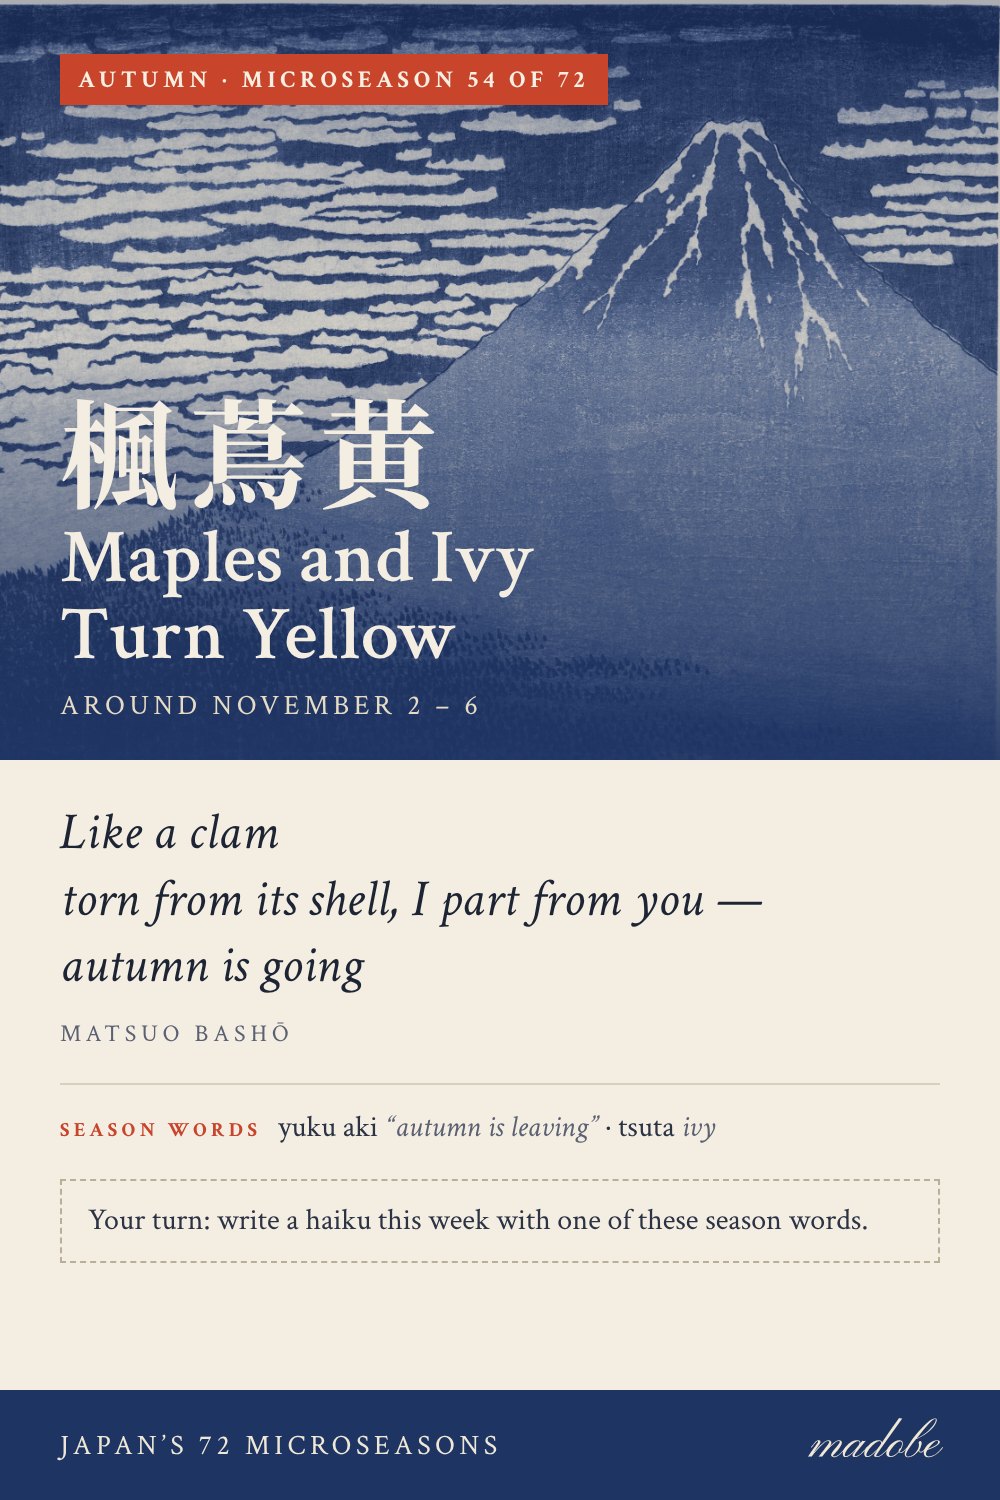 AUTUMN · MICROSEASON 54 OF 72
楓蔦黄
Maples and Ivy
Turn Yellow
AROUND NOVEMBER 2 – 6
Like a clam
torn from its shell, I part from you —
autumn is going
MATSUO BASHŌ
SEASON WORDS yuku aki “autumn is leaving” · tsuta ivy
Your turn: write a haiku this week with one of these season words.
JAPAN’S 72 MICROSEASONS
madobe